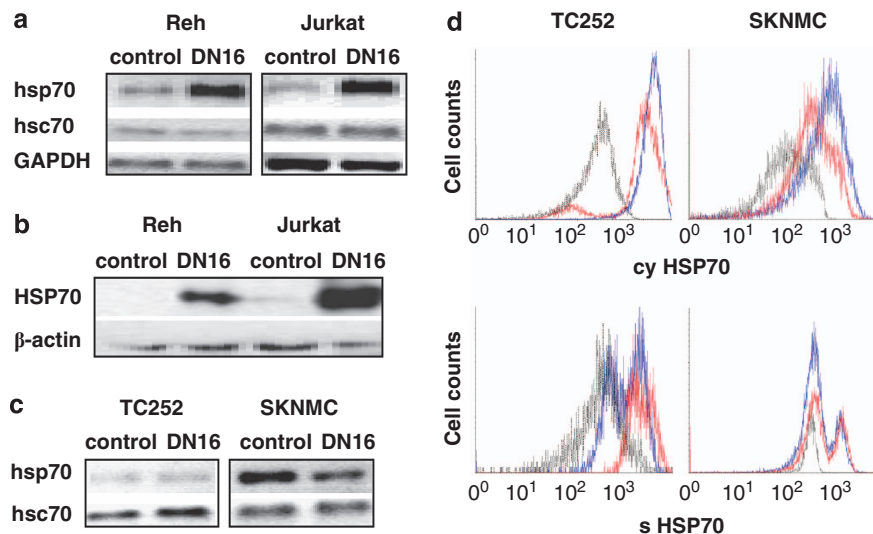 a
Reh Jurkat
control DN16 control DN16
hsp70
hsc70
GAPDH
b
Reh Jurkat
control DN16 control DN16
HSP70
β-actin
c
TC252 SKNMC
control DN16 control DN16
hsp70
hsc70
d
TC252 SKNMC
Cell counts
10⁰ 10¹ 10² 10³ 10⁰ 10¹ 10² 10³
cy HSP70
Cell counts
10⁰ 10¹ 10² 10³ 10⁰ 10¹ 10² 10³
s HSP70